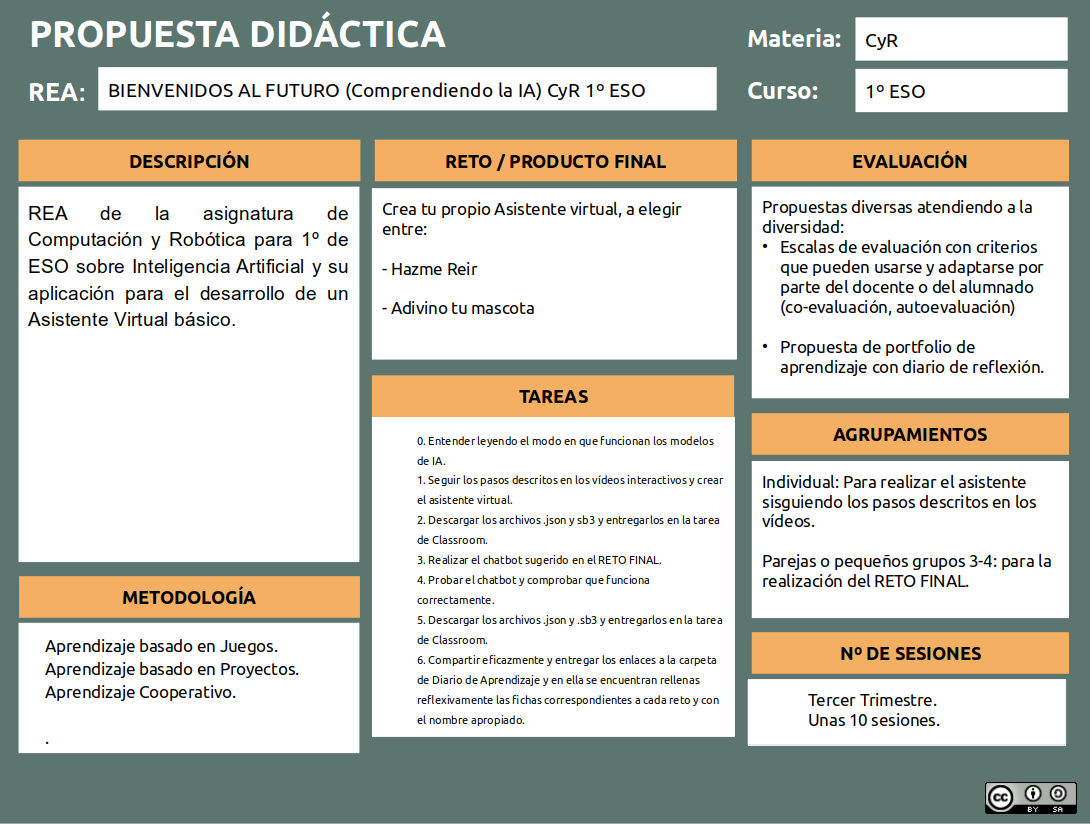 PROPUESTA DIDÁCTICA
Materia:
CyR
REA:
BIENVENIDOS AL FUTURO (Comprendiendo la IA) CyR 1º ESO
Curso:
1º ESO
DESCRIPCIÓN
REA de la asignatura de
Computación y Robótica para 1º de
ESO sobre Inteligencia Artificial y su
aplicación para el desarrollo de un
Asistente Virtual básico.
METODOLOGÍA
Aprendizaje basado en Juegos.
Aprendizaje basado en Proyectos.
Aprendizaje Cooperativo.
.
RETO / PRODUCTO FINAL
Crea tu propio Asistente virtual, a elegir
entre:
- Hazme Reir
- Adivino tu mascota
TAREAS
0. Entender leyendo el modo en que funcionan los modelos
de IA.
1. Seguir los pasos descritos en los vídeos interactivos y crear
el asistente virtual.
2. Descargar los archivos .json y sb3 y entregarlos en la tarea
de Classroom.
3. Realizar el chatbot sugerido en el RETO FINAL.
4. Probar el chatbot y comprobar que funciona
correctamente.
5. Descargar los archivos .json y .sb3 y entregarlos en la tarea
de Classroom.
6. Compartir eficazmente y entregar los enlaces a la carpeta
de Diario de Aprendizaje y en ella se encuentran rellenas
reflexivamente las fichas correspondientes a cada reto y con
el nombre apropiado.
EVALUACIÓN
Propuestas diversas atendiendo a la
diversidad:
• Escalas de evaluación con criterios
que pueden usarse y adaptarse por
parte del docente o del alumnado
(co-evaluación, autoevaluación)
• Propuesta de portfolio de
aprendizaje con diario de reflexión.
AGRUPAMIENTOS
Individual: Para realizar el asistente
sisguiendo los pasos descritos en los
vídeos.
Parejas o pequeños grupos 3-4: para la
realización del RETO FINAL.
Nº DE SESIONES
Tercer Trimestre.
Unas 10 sesiones.
cc
BY SA